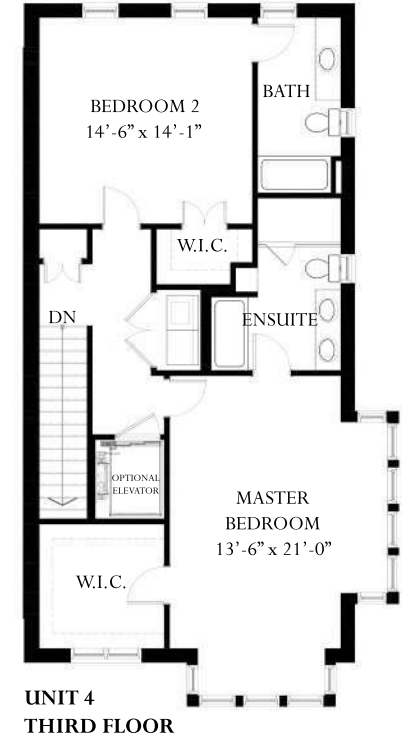 BEDROOM 2
14'-6" x 14'-1"
BATH
W.I.C.
DN
ENSUITE
OPTIONAL
ELEVATOR
MASTER
BEDROOM
13'-6" x 21'-0"
W.I.C.
UNIT 4
THIRD FLOOR